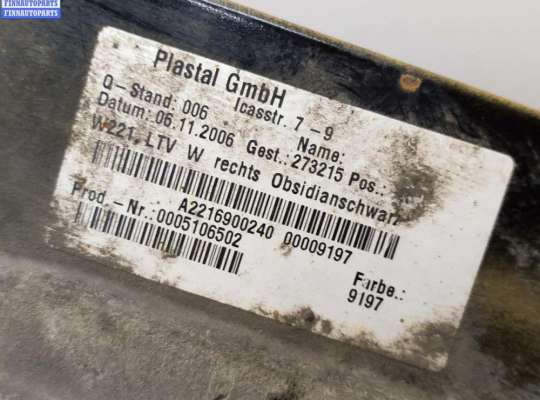 FINNAUTOPARTS
FINNAUTOPARTS
Plastal GmbH
Icasstr. 7-9
Q-Stand: 006 Name:
Datum: 06.11.2006 Gest.: 273215 Pos.:
W221 LTV W rechts Obsidianschwarz
A2216900240 00009197
Prod.-Nr.:0005106502
Farbe.:
9197